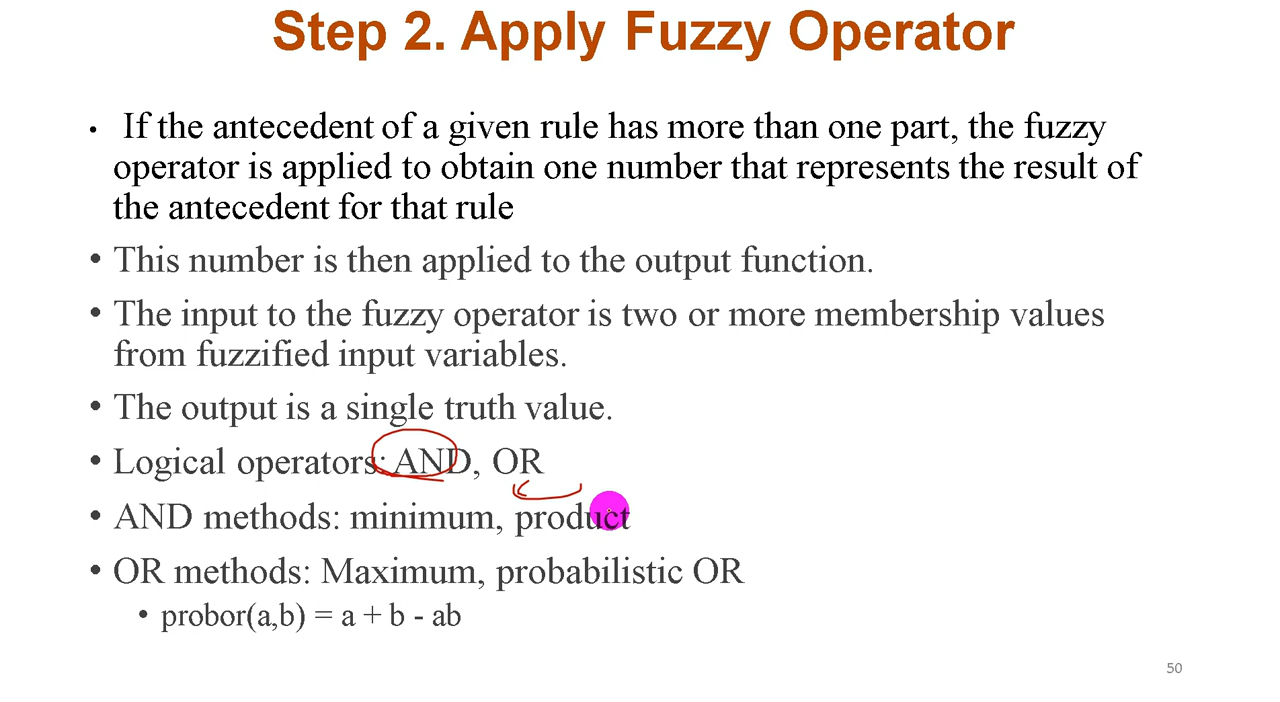 Step 2. Apply Fuzzy Operator
• If the antecedent of a given rule has more than one part, the fuzzy
operator is applied to obtain one number that represents the result of
the antecedent for that rule
• This number is then applied to the output function.
• The input to the fuzzy operator is two or more membership values
from fuzzified input variables.
• The output is a single truth value.
• Logical operators: AND, OR
• AND methods: minimum, product
• OR methods: Maximum, probabilistic OR
• probor(a,b) = a + b - ab
50